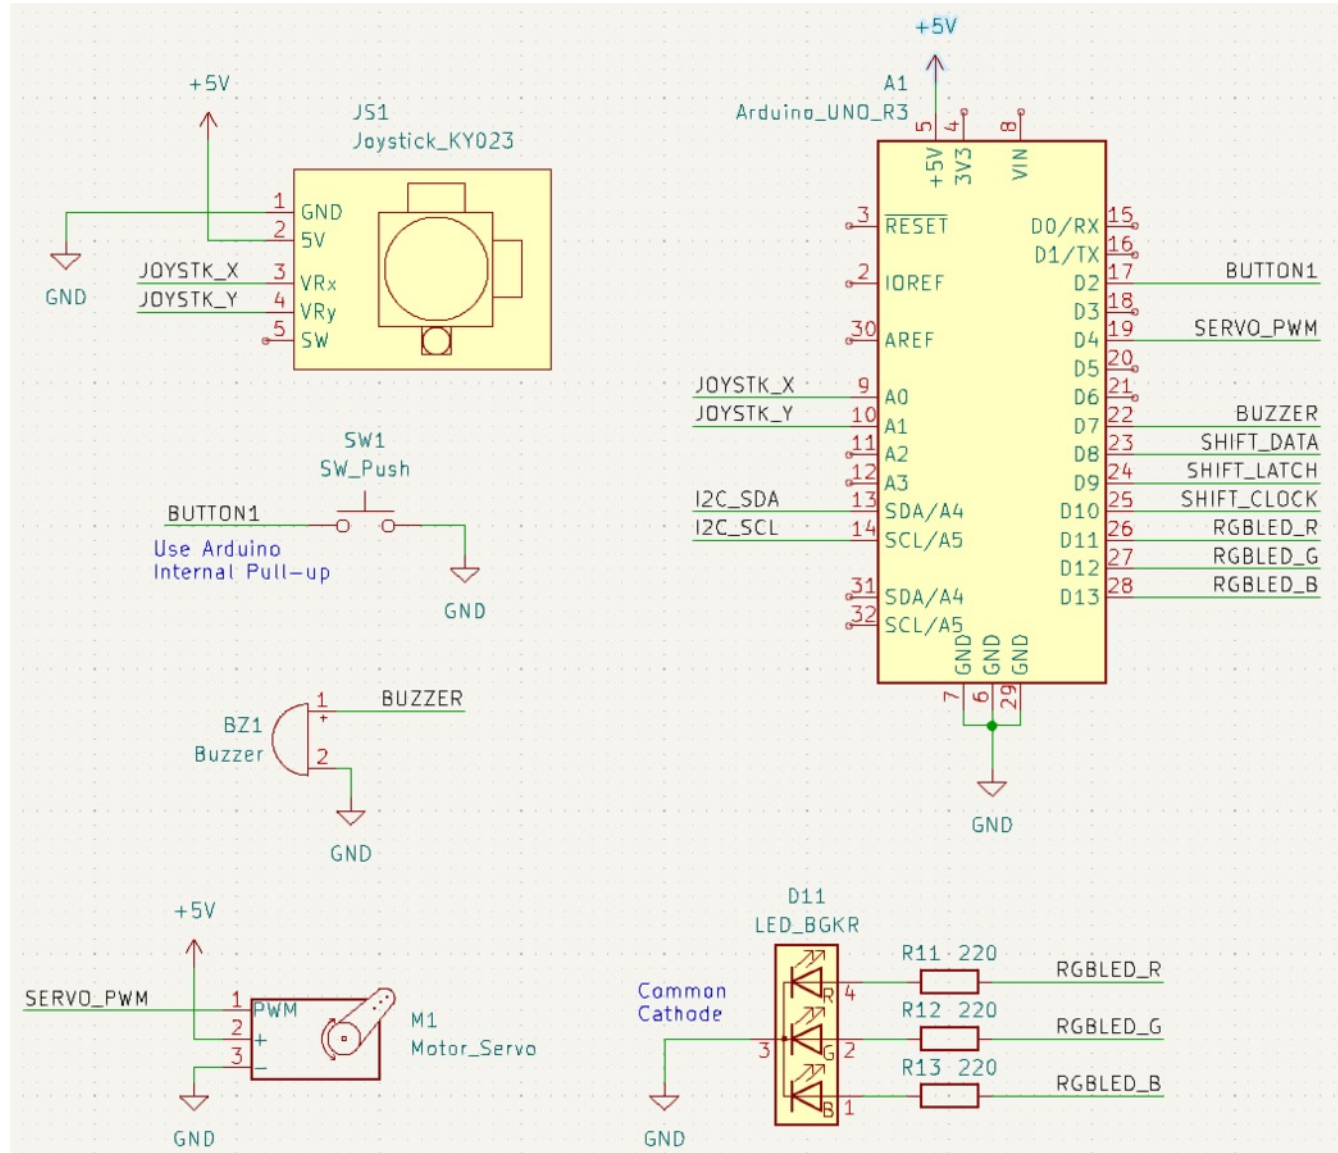 +5V
JS1
Joystick_KY023
1 GND
2 5V
JOYSTK_X 3 VRx
JOYSTK_Y 4 VRy
5 SW
GND
SW1
SW_Push
BUTTON1
Use Arduino
Internal Pull-up
GND
BZ1
Buzzer
1
+
2
BUZZER
GND
+5V
SERVO_PWM 1 PWM
2 +
3 -
M1
Motor_Servo
GND
+5V
A1
Arduino_UNO_R3
5 4 8
+5V 3V3 VIN
3 RESET
2 IOREF
30 AREF
JOYSTK_X 9 A0
JOYSTK_Y 10 A1
11 A2
12 A3
I2C_SDA 13 SDA/A4
I2C_SCL 14 SCL/A5
31 SDA/A4
32 SCL/A5
D0/RX 15
D1/TX 16
D2 17 BUTTON1
D3 18
D4 19 SERVO_PWM
D5 20
D6 21
D7 22 BUZZER
D8 23 SHIFT_DATA
D9 24 SHIFT_LATCH
D10 25 SHIFT_CLOCK
D11 26 RGBLED_R
D12 27 RGBLED_G
D13 28 RGBLED_B
GND GND GND
7 6 29
GND
D11
LED_BGKR
Common
Cathode
3
R 4
G 2
B 1
R11 220
RGBLED_R
R12 220
RGBLED_G
R13 220
RGBLED_B
GND